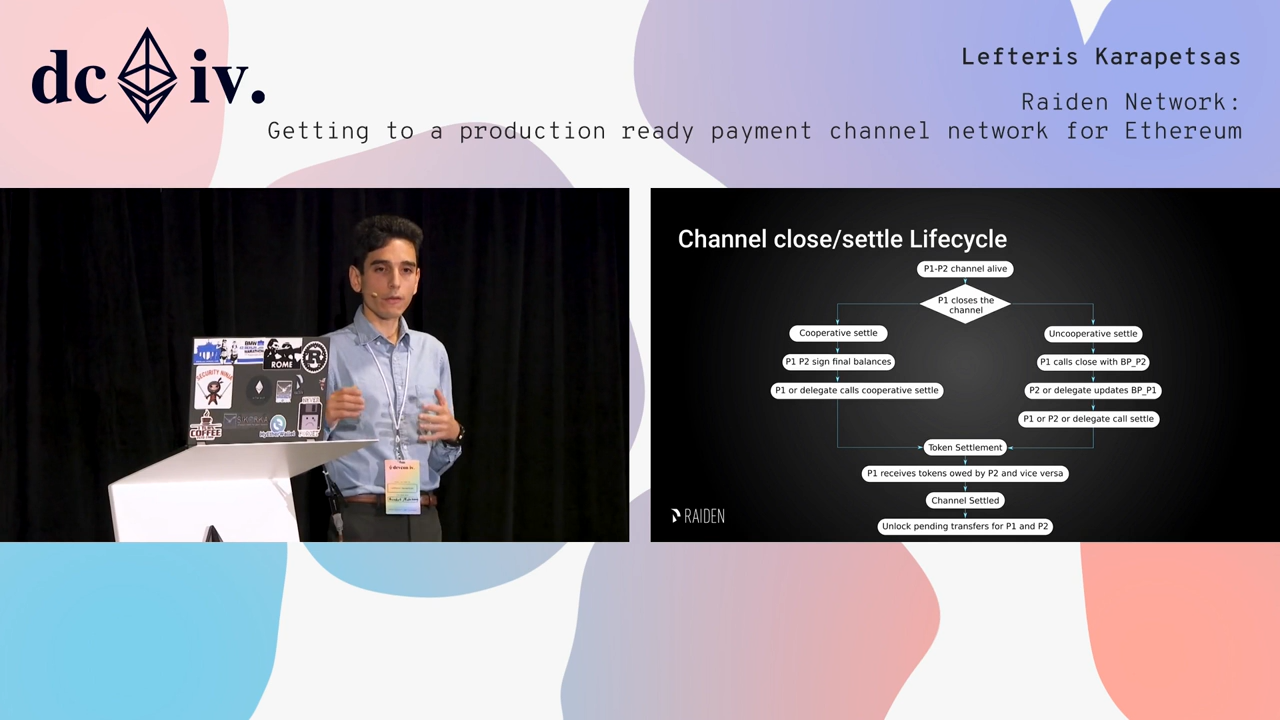 dc iv.
Lefteris Karapetsas
Raiden Network:
Getting to a production ready payment channel network for Ethereum
ROME
SECURITY NINJA
COFFEE
Channel close/settle Lifecycle
P1-P2 channel alive
P1 closes the
channel
Cooperative settle
Uncooperative settle
P1 P2 sign final balances
P1 calls close with BP_P2
P1 or delegate calls cooperative settle
P2 or delegate updates BP_P1
P1 or P2 or delegate call settle
Token Settlement
P1 receives tokens owed by P2 and vice versa
Channel Settled
Unlock pending transfers for P1 and P2
RAIDEN